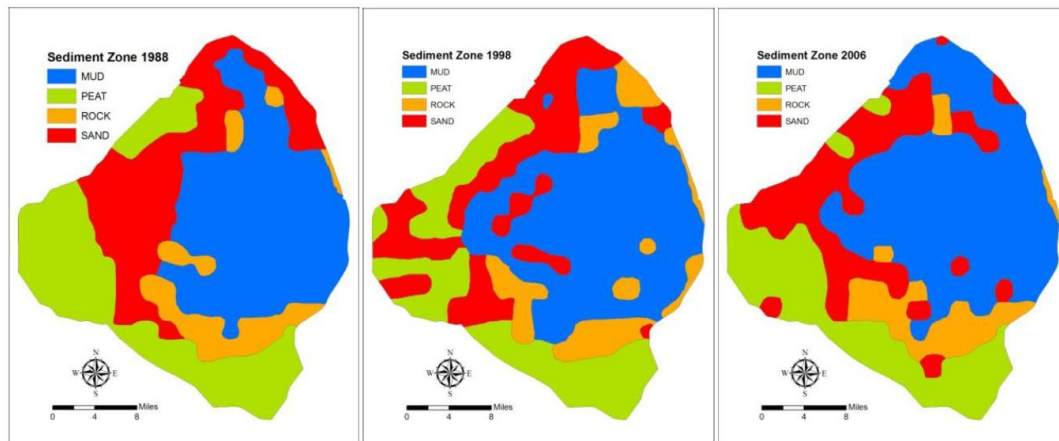 Sediment Zone 1988
MUD
PEAT
ROCK
SAND
N
W E
S
Miles
0 4 8
Sediment Zone 1998
MUD
PEAT
ROCK
SAND
N
W E
S
Miles
0 4 8
Sediment Zone 2006
MUD
PEAT
ROCK
SAND
N
W E
S
Miles
0 4 8